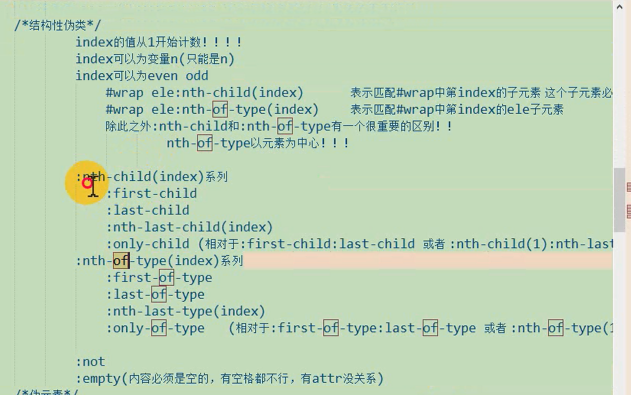 /*结构性伪类*/
index的值从1开始计数！！！！
index可以为变量n(只能是n)
index可以为even odd
#wrap ele:nth-child(index) 表示匹配#wrap中第index的子元素 这个子元素必
#wrap ele:nth-of-type(index) 表示匹配#wrap中第index的ele子元素
除此之外:nth-child和:nth-of-type有一个很重要的区别！！
nth-of-type以元素为中心！！！
:nth-child(index)系列
:first-child
:last-child
:nth-last-child(index)
:only-child (相对于:first-child:last-child 或者 :nth-child(1):nth-last
:nth-of-type(index)系列
:first-of-type
:last-of-type
:nth-last-type(index)
:only-of-type (相对于:first-of-type:last-of-type 或者 :nth-of-type(1
:not
:empty(内容必须是空的，有空格都不行，有attr没关系)
/*伪元素*/